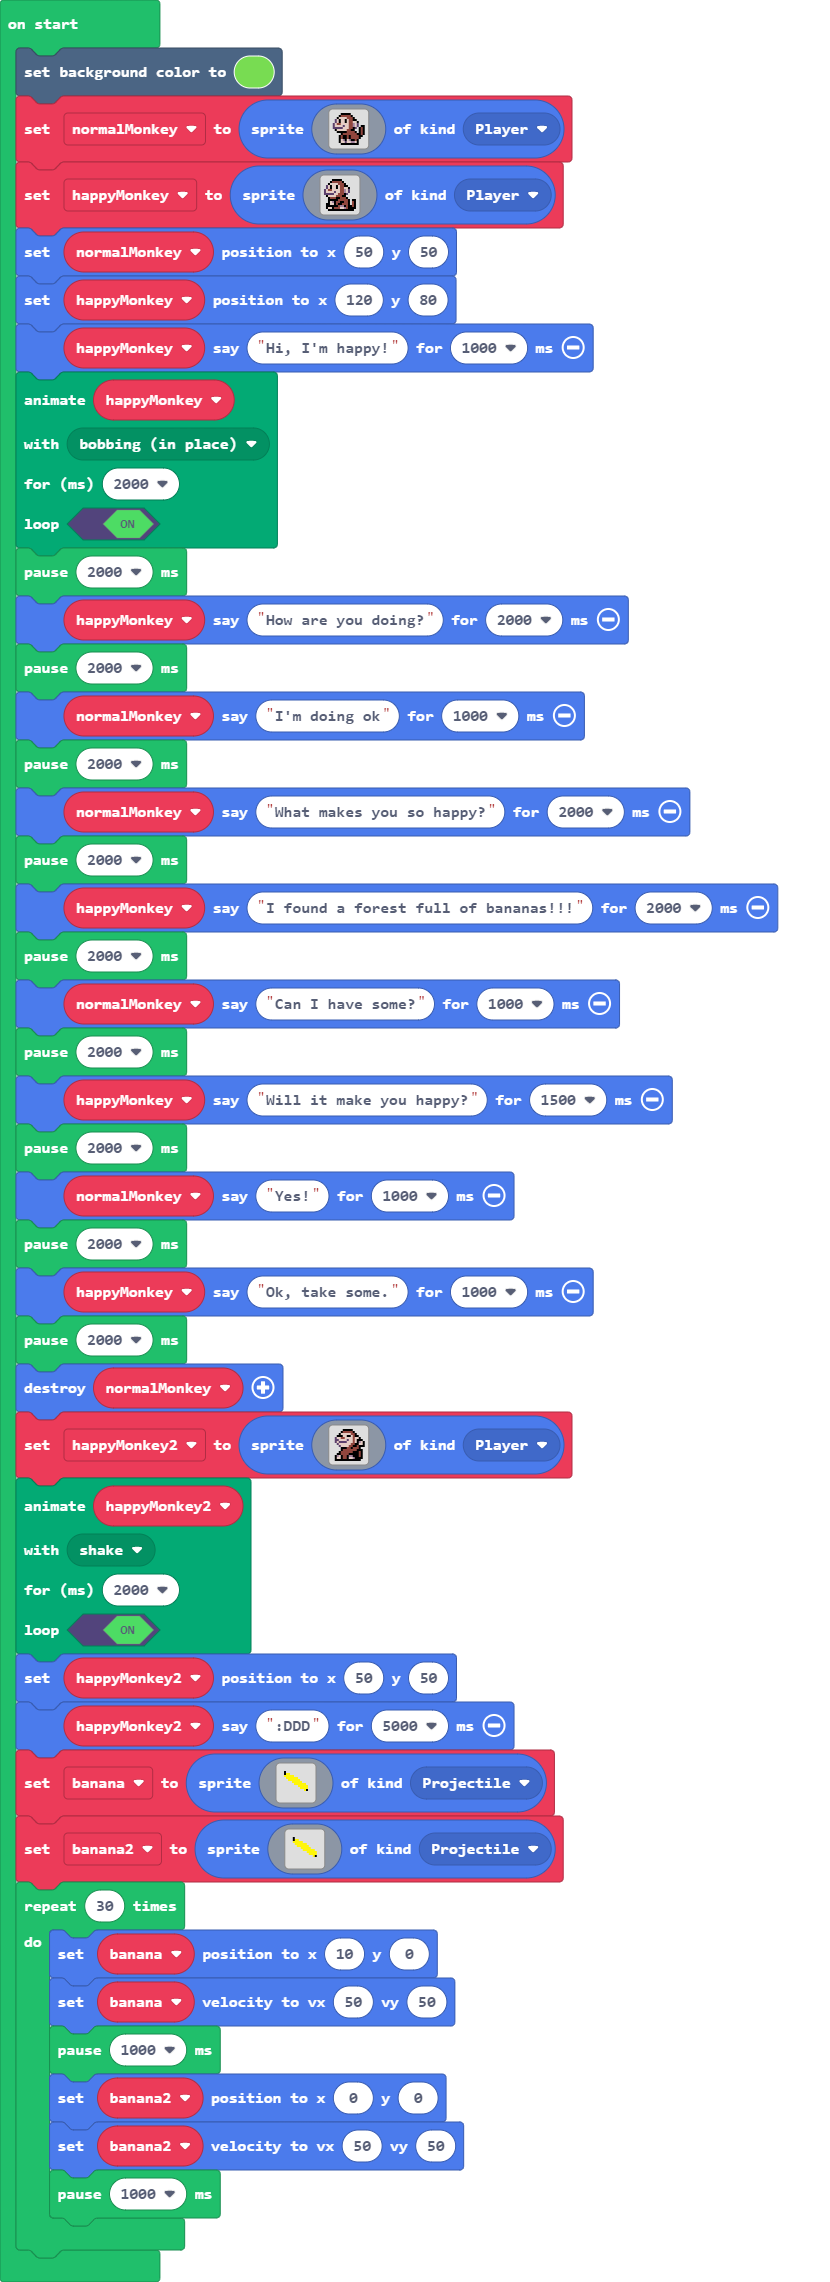 on start
set background color to
set normalMonkey to sprite of kind Player
set happyMonkey to sprite of kind Player
set normalMonkey position to x 50 y 50
set happyMonkey position to x 120 y 80
happyMonkey say "Hi, I'm happy!" for 1000 ms
animate happyMonkey
with bobbing (in place)
for (ms) 2000
loop ON
pause 2000 ms
happyMonkey say "How are you doing?" for 2000 ms
pause 2000 ms
normalMonkey say "I'm doing ok" for 1000 ms
pause 2000 ms
normalMonkey say "What makes you so happy?" for 2000 ms
pause 2000 ms
happyMonkey say "I found a forest full of bananas!!!" for 2000 ms
pause 2000 ms
normalMonkey say "Can I have some?" for 1000 ms
pause 2000 ms
happyMonkey say "Will it make you happy?" for 1500 ms
pause 2000 ms
normalMonkey say "Yes!" for 1000 ms
pause 2000 ms
happyMonkey say "Ok, take some." for 1000 ms
pause 2000 ms
destroy normalMonkey
set happyMonkey2 to sprite of kind Player
animate happyMonkey2
with shake
for (ms) 2000
loop ON
set happyMonkey2 position to x 50 y 50
happyMonkey2 say ":DDD" for 5000 ms
set banana to sprite of kind Projectile
set banana2 to sprite of kind Projectile
repeat 30 times
do
set banana position to x 10 y 0
set banana velocity to vx 50 vy 50
pause 1000 ms
set banana2 position to x 0 y 0
set banana2 velocity to vx 50 vy 50
pause 1000 ms